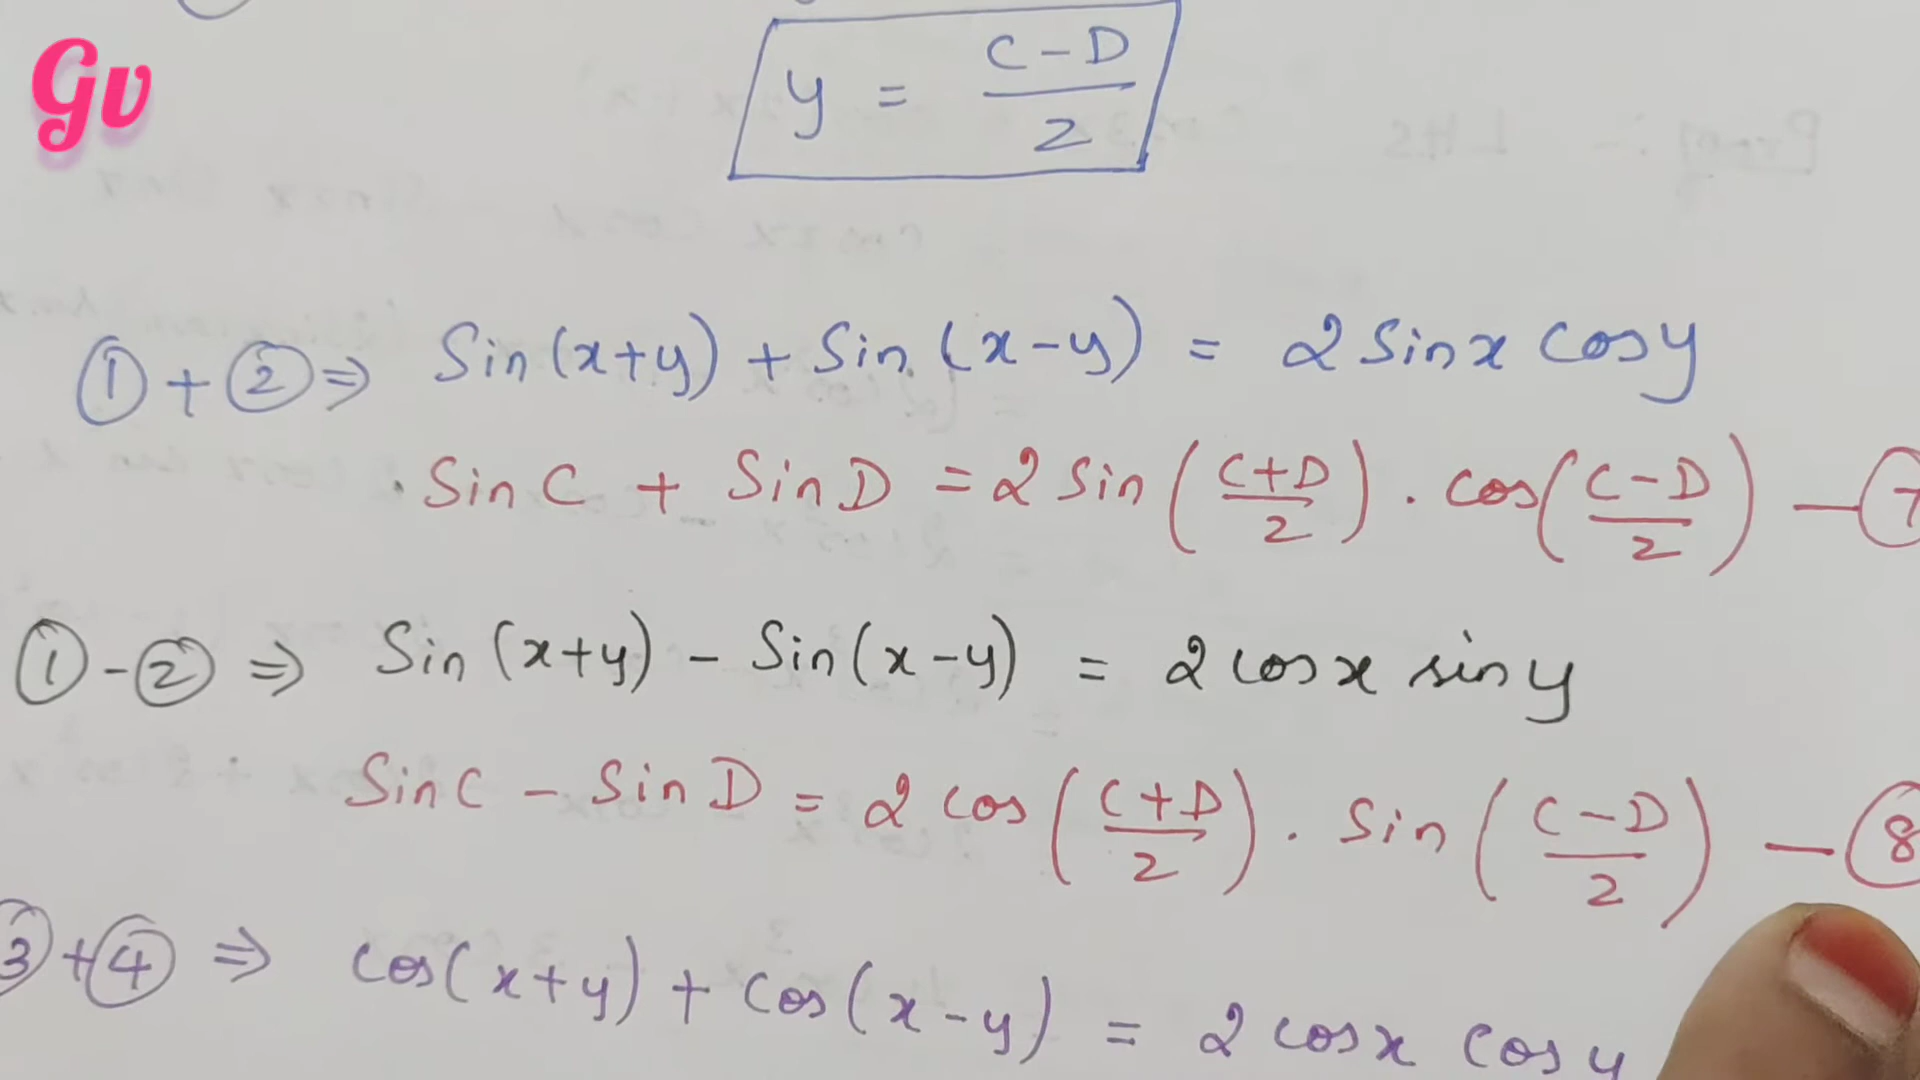 Gv
y = C-D/2
① + ② ⇒ Sin(x+y) + Sin(x-y) = 2 Sinx Cosy
. Sin C + Sin D = 2 Sin (C+D/2) . Cos (C-D/2) — ⑦
① - ② ⇒ Sin (x+y) - Sin (x-y) = 2 cosx siny
Sin C - Sin D = 2 cos (C+D/2) . Sin (C-D/2) — ⑧
③ + ④ ⇒ Cos(x+y) + Cos(x-y) = 2 cosx cosy